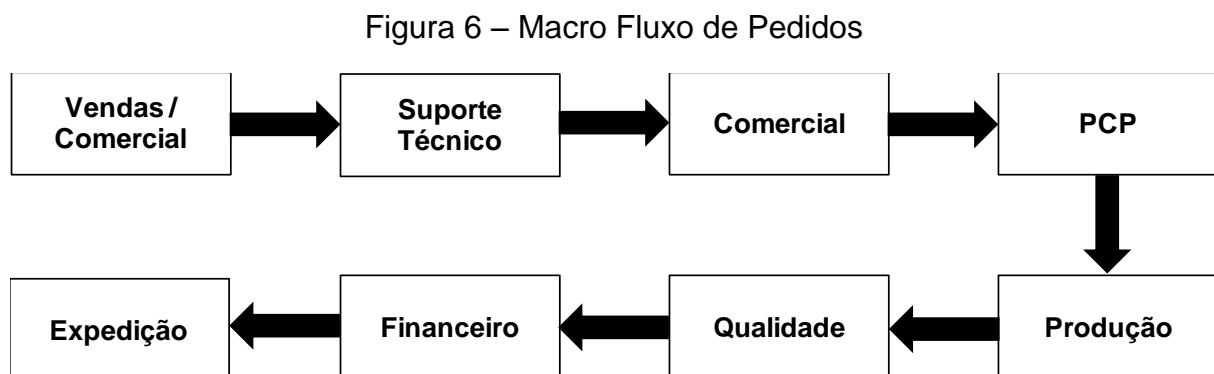 Figura 6 – Macro Fluxo de Pedidos
Vendas /
Comercial
Suporte
Técnico
Comercial
PCP
Expedição
Financeiro
Qualidade
Produção